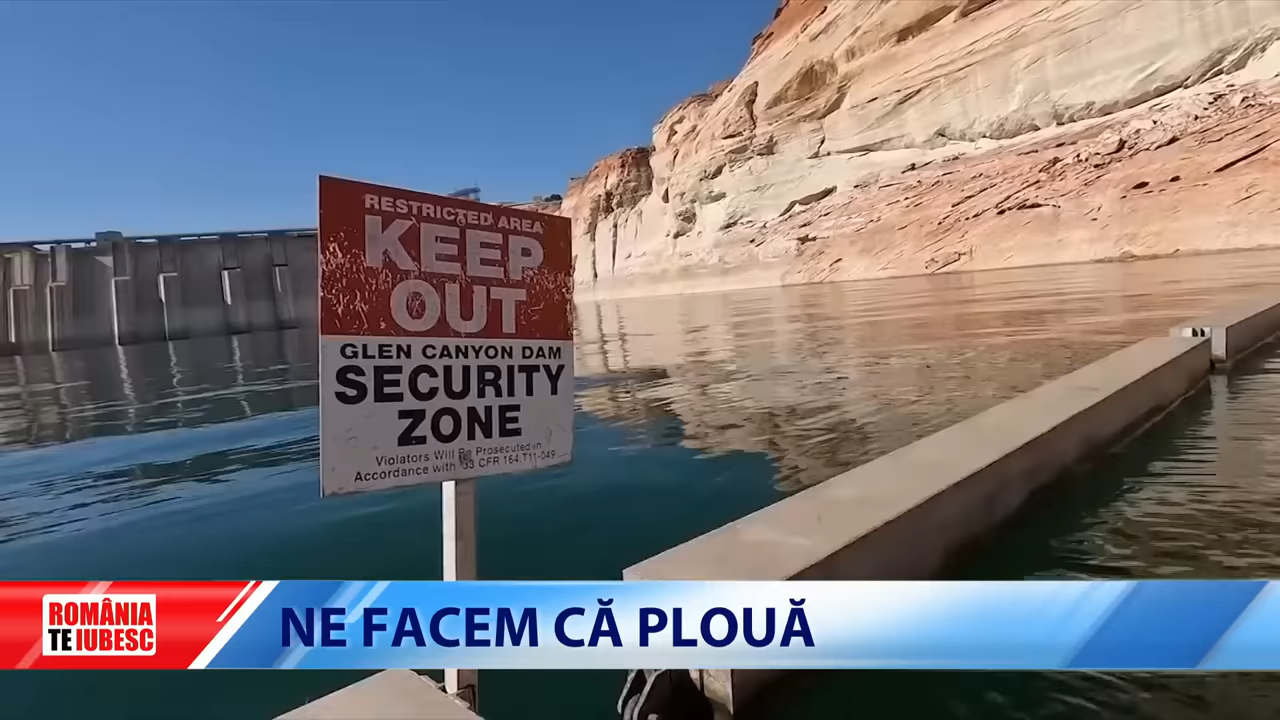 RESTRICTED AREA
KEEP
OUT
GLEN CANYON DAM
SECURITY
ZONE
Violators Will Be Prosecuted in
Accordance with 33 CFR 164.T11-049
ROMÂNIA
TE IUBESC
NE FACEM CĂ PLOUĂ